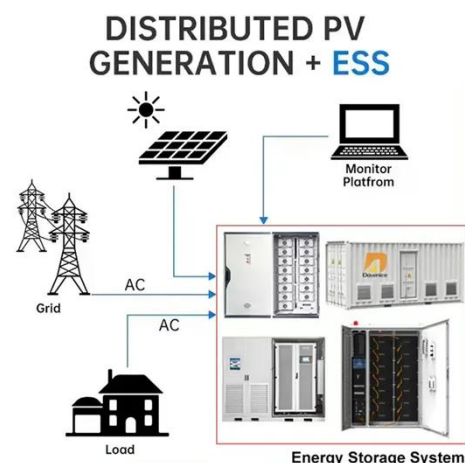 DISTRIBUTED PV
GENERATION + ESS
Monitor
Platfrom
Grid
AC
AC
Load
Energy Storage System